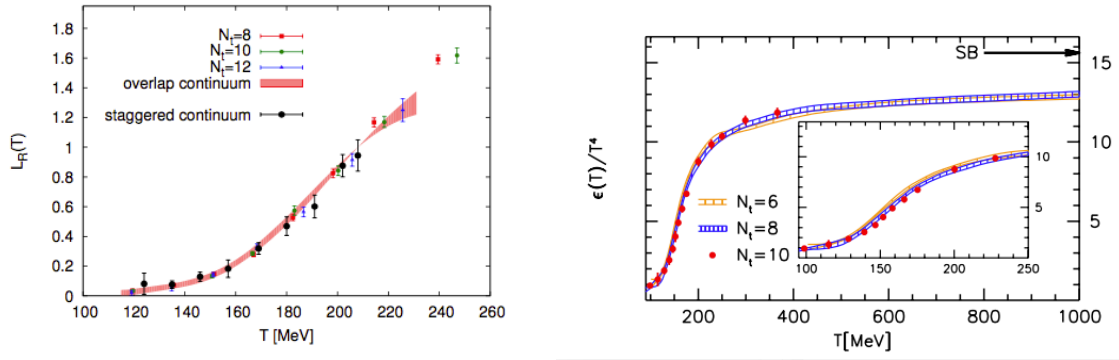 1.8
1.6
1.4
1.2
1
0.8
0.6
0.4
0.2
0
L_R(T)
N_t=8
N_t=10
N_t=12
overlap continuum
staggered continuum
100 120 140 160 180 200 220 240 260
T [MeV]
SB
15
10
5
ϵ(T)/T⁴
N_t=6
N_t=8
N_t=10
10
5
100 150 200 250
200 400 600 800 1000
T[MeV]